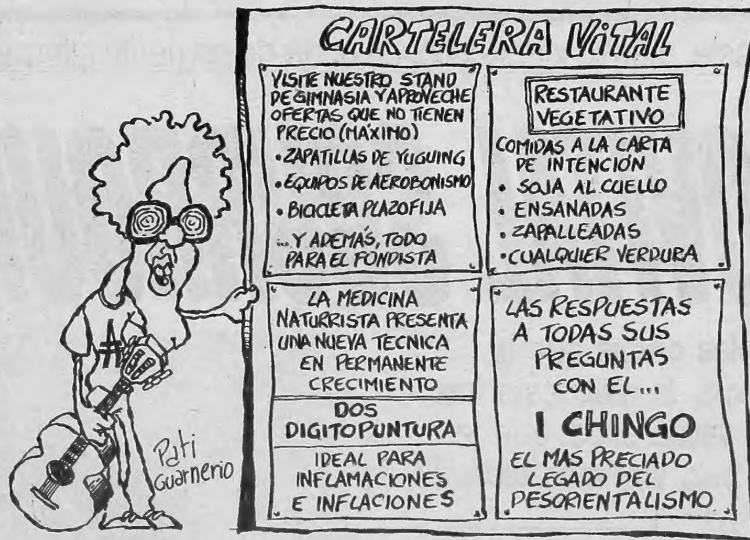 CARTELERA VITAL
VISITE NUESTRO STAND
DE GIMNASIA Y APROVECHE
OFERTAS QUE NO TIENEN
PRECIO (MÁXIMO)
• ZAPATILLAS DE YUGUING
• EQUIPOS DE AEROBONISMO
• BICICLETA PLAZOFIJA
... Y ADEMÁS, TODO
PARA EL FONDISTA
RESTAURANTE
VEGETATIVO
COMIDAS A LA CARTA
DE INTENCIÓN
• SOJA AL CUELLO
• ENSANADAS
• ZAPALLEADAS
• CUALQUIER VERDURA
LA MEDICINA
NATURRISTA PRESENTA
UNA NUEVA TECNICA
EN PERMANENTE
CRECIMIENTO
DOS
DIGITOPUNTURA
IDEAL PARA
INFLAMACIONES
E INFLACIONES
LAS RESPUESTAS
A TODAS SUS
PREGUNTAS
CON EL...
I CHINGO
EL MAS PRECIADO
LEGADO DEL
DESORIENTALISMO
Pati
Guarnerio